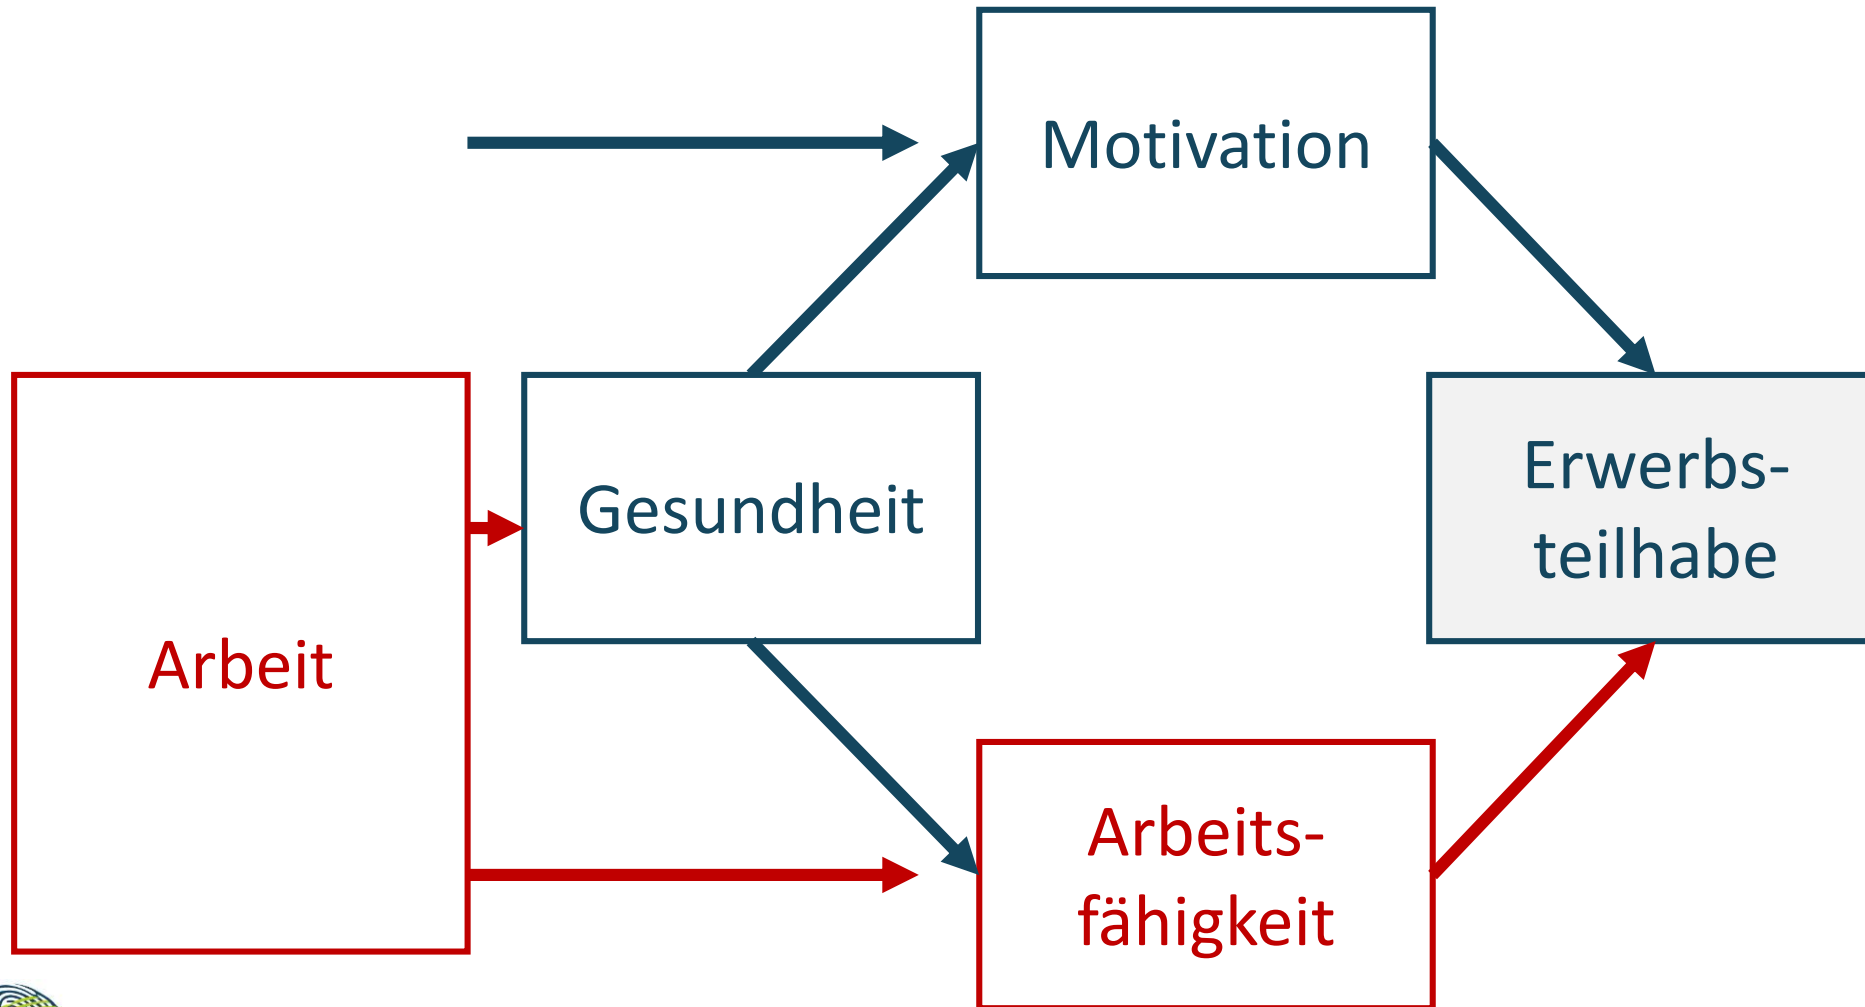 Motivation
Gesundheit
Erwerbs-
teilhabe
Arbeit
Arbeits-
fähigkeit